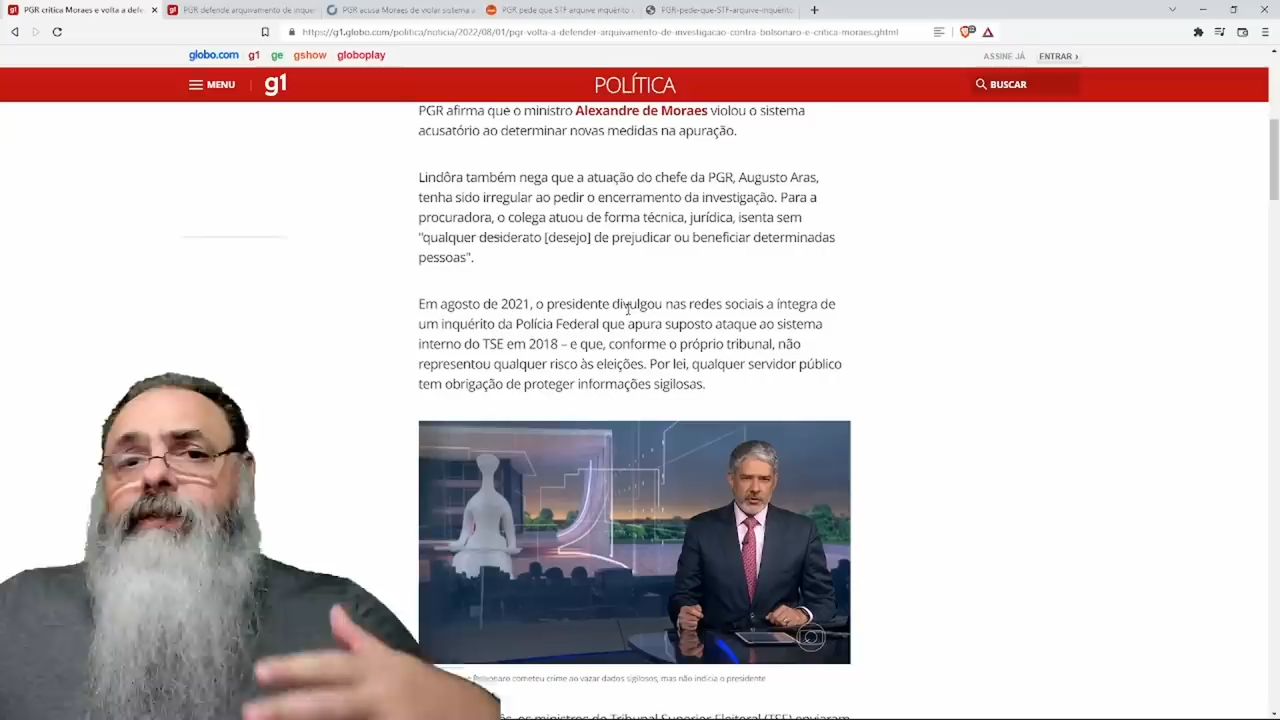 PGR critica Moraes e volta a defe
PGR defende arquivamento de inquer
PGR acusa Moraes de violar sistema a
PGR pede que STF arquive inquérito
PGR-pede-que-STF-arquive-inquérito
https://g1.globo.com/politica/noticia/2022/08/01/pgr-volta-a-defender-arquivamento-de-investigacao-contra-bolsonaro-e-critica-moraes.ghtml
globo.com g1 ge gshow globoplay
ASSINE JÁ ENTRAR ›
MENU g1 POLÍTICA BUSCAR
PGR afirma que o ministro Alexandre de Moraes violou o sistema
acusatório ao determinar novas medidas na apuração.
Lindôra também nega que a atuação do chefe da PGR, Augusto Aras,
tenha sido irregular ao pedir o encerramento da investigação. Para a
procuradora, o colega atuou de forma técnica, jurídica, isenta sem
"qualquer desiderato [desejo] de prejudicar ou beneficiar determinadas
pessoas".
Em agosto de 2021, o presidente divulgou nas redes sociais a íntegra de
um inquérito da Polícia Federal que apura suposto ataque ao sistema
interno do TSE em 2018 – e que, conforme o próprio tribunal, não
representou qualquer risco às eleições. Por lei, qualquer servidor público
tem obrigação de proteger informações sigilosas.
Bolsonaro cometeu crime ao vazar dados sigilosos, mas não indicia o presidente
os ministros do Tribunal Superior Eleitoral (TSE) enviaram